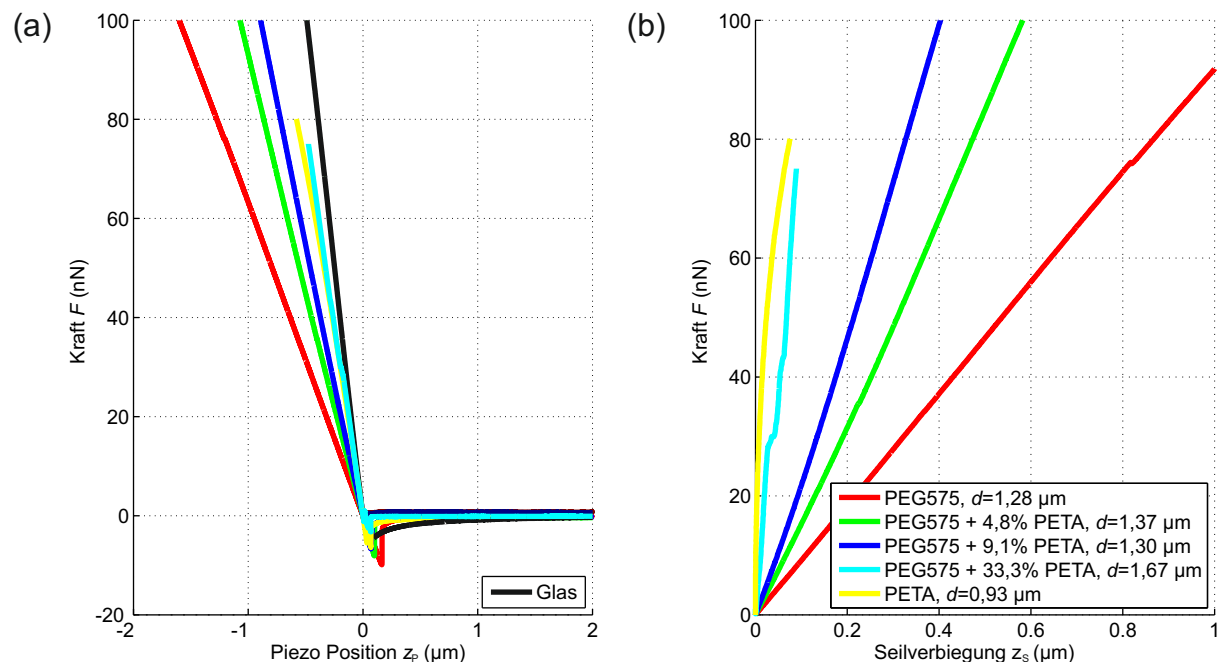 (a)
100
80
60
40
20
0
-20
Kraft F (nN)
-2
-1
0
1
2
Piezo Position zP (µm)
Glas
(b)
100
80
60
40
20
0
Kraft F (nN)
0
0.2
0.4
0.6
0.8
1
Seilverbiegung zS (µm)
PEG575, d=1,28 µm
PEG575 + 4,8% PETA, d=1,37 µm
PEG575 + 9,1% PETA, d=1,30 µm
PEG575 + 33,3% PETA, d=1,67 µm
PETA, d=0,93 µm